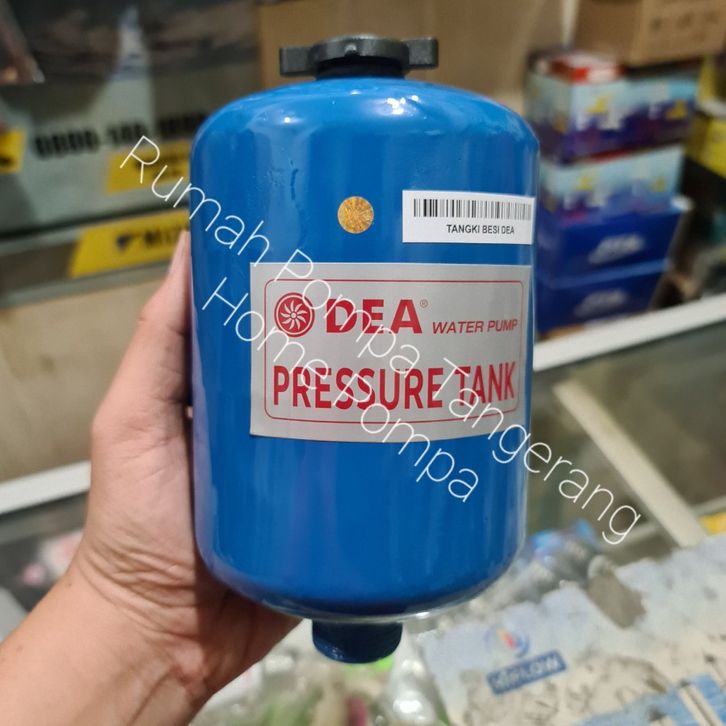 TANGKI BESI DEA
DEA® WATER PUMP
PRESSURE TANK
Rumah Pompa Tangerang
Home Pompa